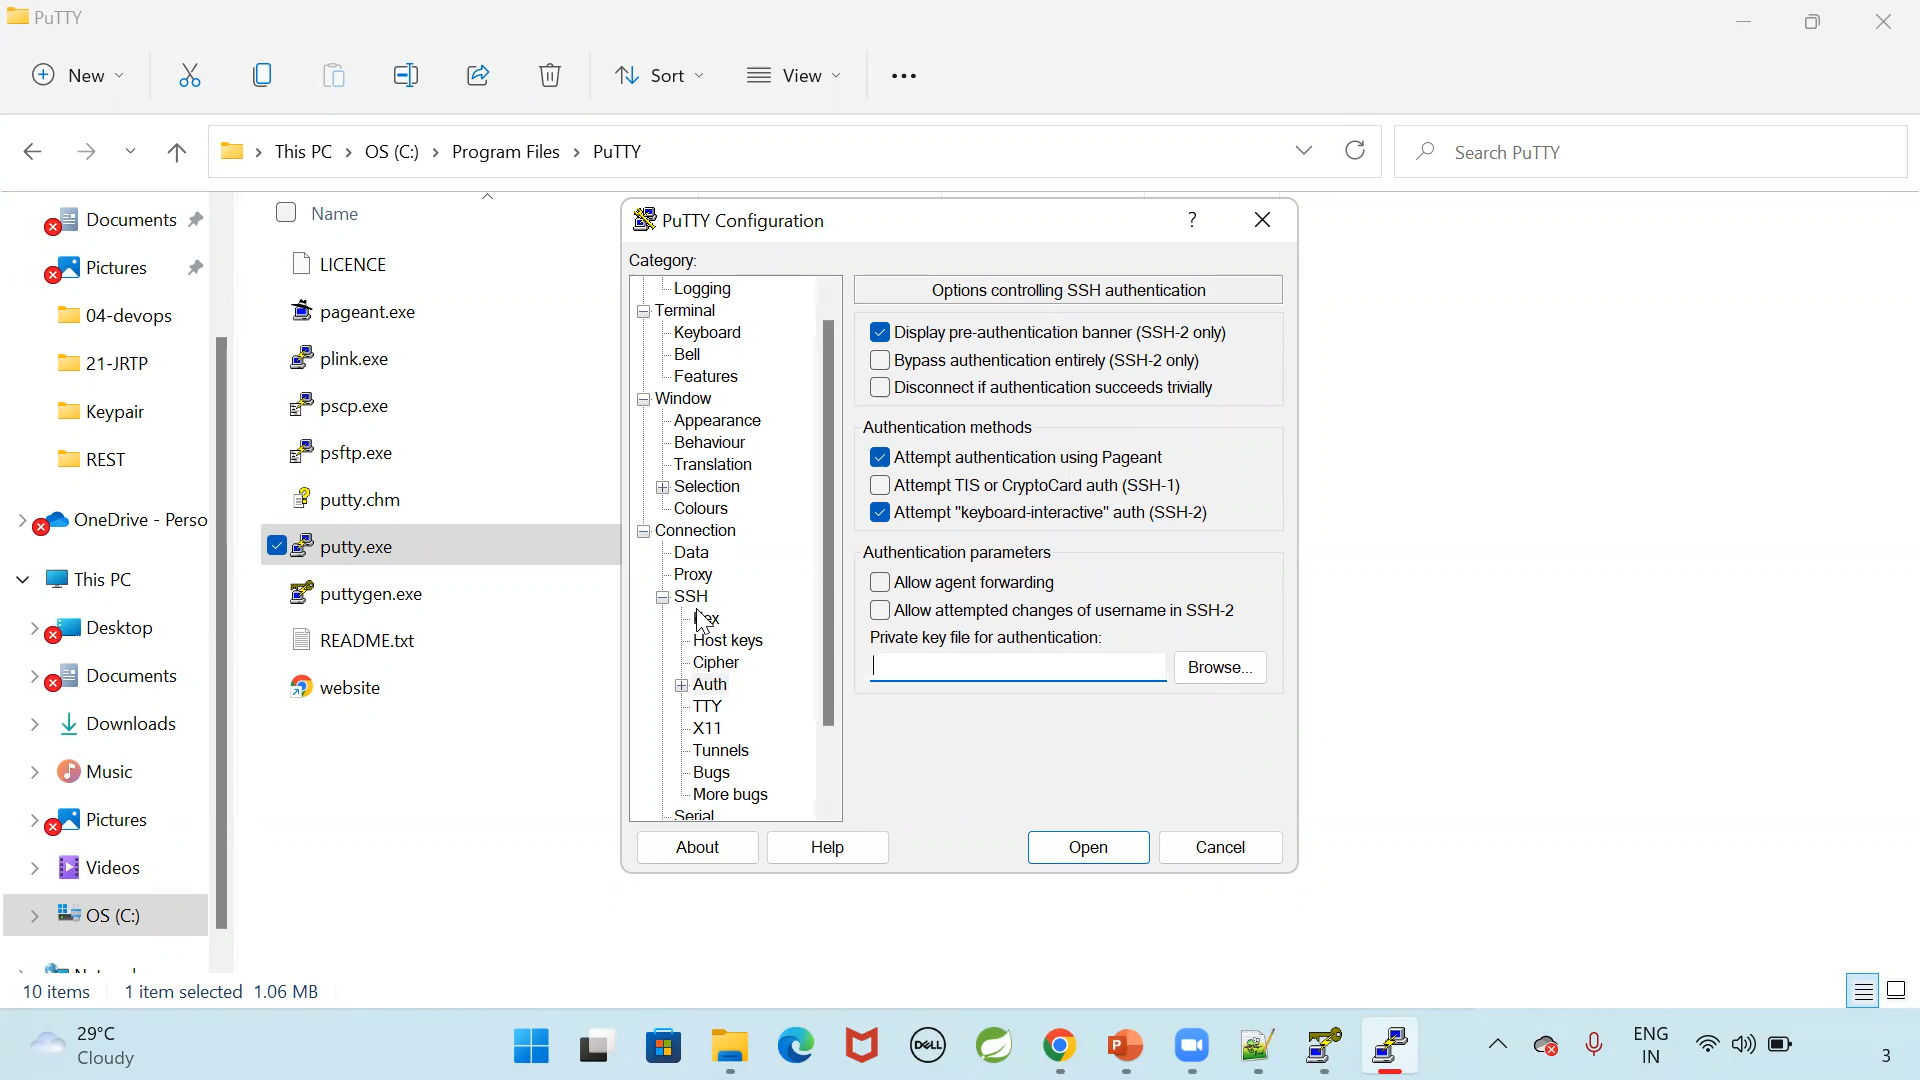 PuTTY
New
Sort
View
This PC
OS (C:)
Program Files
PuTTY
Search PuTTY
Documents
Pictures
04-devops
21-JRTP
Keypair
REST
OneDrive - Perso
This PC
Desktop
Documents
Downloads
Music
Pictures
Videos
OS (C:)
Name
LICENCE
pageant.exe
plink.exe
pscp.exe
psftp.exe
putty.chm
putty.exe
puttygen.exe
README.txt
website
PuTTY Configuration
?
Category:
Logging
Terminal
Keyboard
Bell
Features
Window
Appearance
Behaviour
Translation
Selection
Colours
Connection
Data
Proxy
SSH
Host keys
Cipher
Auth
TTY
X11
Tunnels
Bugs
More bugs
Serial
Options controlling SSH authentication
Display pre-authentication banner (SSH-2 only)
Bypass authentication entirely (SSH-2 only)
Disconnect if authentication succeeds trivially
Authentication methods
Attempt authentication using Pageant
Attempt TIS or CryptoCard auth (SSH-1)
Attempt "keyboard-interactive" auth (SSH-2)
Authentication parameters
Allow agent forwarding
Allow attempted changes of username in SSH-2
Private key file for authentication:
Browse...
About
Help
Open
Cancel
10 items
1 item selected 1.06 MB
29°C
Cloudy
DELL
ENG
IN
3